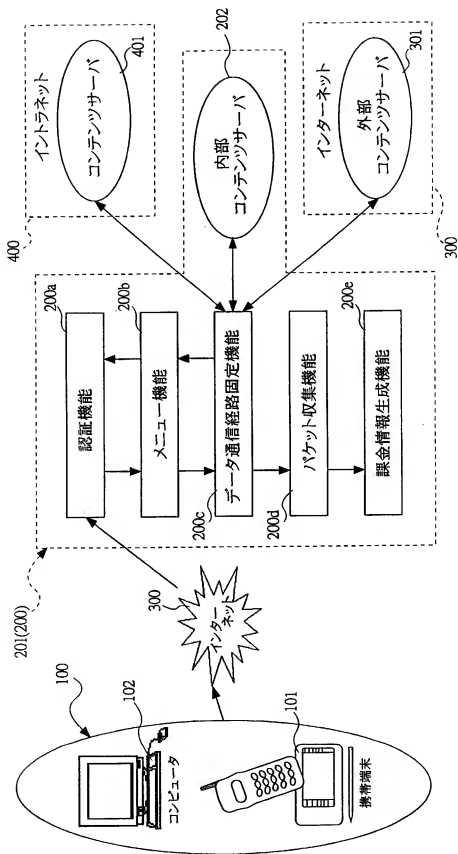 100
102
コンピュータ
101
携帯端末
300
インター
ネット
201(200)
200a
認証機能
200b
メニュー機能
200c
データ通信経路固定機能
200d
パケット収集機能
200e
課金情報生成機能
400
イントラネット
コンテンツサーバ
401
202
内部
コンテンツサーバ
インターネット
外部
コンテンツサーバ
301
300